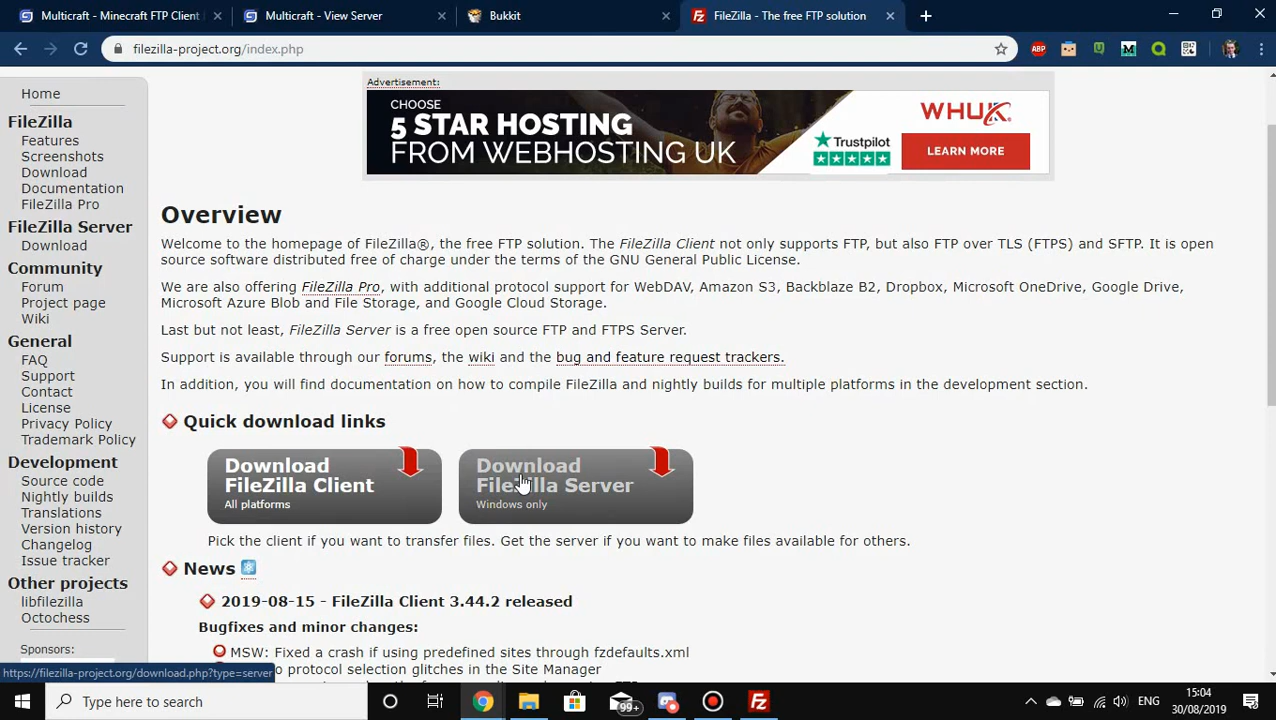 Multicraft - Minecraft FTP Client
Multicraft - View Server
Bukkit
FileZilla - The free FTP solution
filezilla-project.org/index.php
ABP
Home
FileZilla
Features
Screenshots
Download
Documentation
FileZilla Pro
FileZilla Server
Download
Community
Forum
Project page
Wiki
General
FAQ
Support
Contact
License
Privacy Policy
Trademark Policy
Development
Source code
Nightly builds
Translations
Version history
Changelog
Issue tracker
Other projects
libfilezilla
Octochess
Sponsors:
Advertisement:
CHOOSE
5 STAR HOSTING
FROM WEBHOSTING UK
Trustpilot
WHUK
LEARN MORE
Overview
Welcome to the homepage of FileZilla®, the free FTP solution. The FileZilla Client not only supports FTP, but also FTP over TLS (FTPS) and SFTP. It is open
source software distributed free of charge under the terms of the GNU General Public License.
We are also offering FileZilla Pro, with additional protocol support for WebDAV, Amazon S3, Backblaze B2, Dropbox, Microsoft OneDrive, Google Drive,
Microsoft Azure Blob and File Storage, and Google Cloud Storage.
Last but not least, FileZilla Server is a free open source FTP and FTPS Server.
Support is available through our forums, the wiki and the bug and feature request trackers.
In addition, you will find documentation on how to compile FileZilla and nightly builds for multiple platforms in the development section.
Quick download links
Download
FileZilla Client
All platforms
Download
FileZilla Server
Windows only
Pick the client if you want to transfer files. Get the server if you want to make files available for others.
News
2019-08-15 - FileZilla Client 3.44.2 released
Bugfixes and minor changes:
MSW: Fixed a crash if using predefined sites through fzdefaults.xml
protocol selection glitches in the Site Manager
https://filezilla-project.org/download.php?type=server
Type here to search
99+
Fz
ENG
15:04
30/08/2019